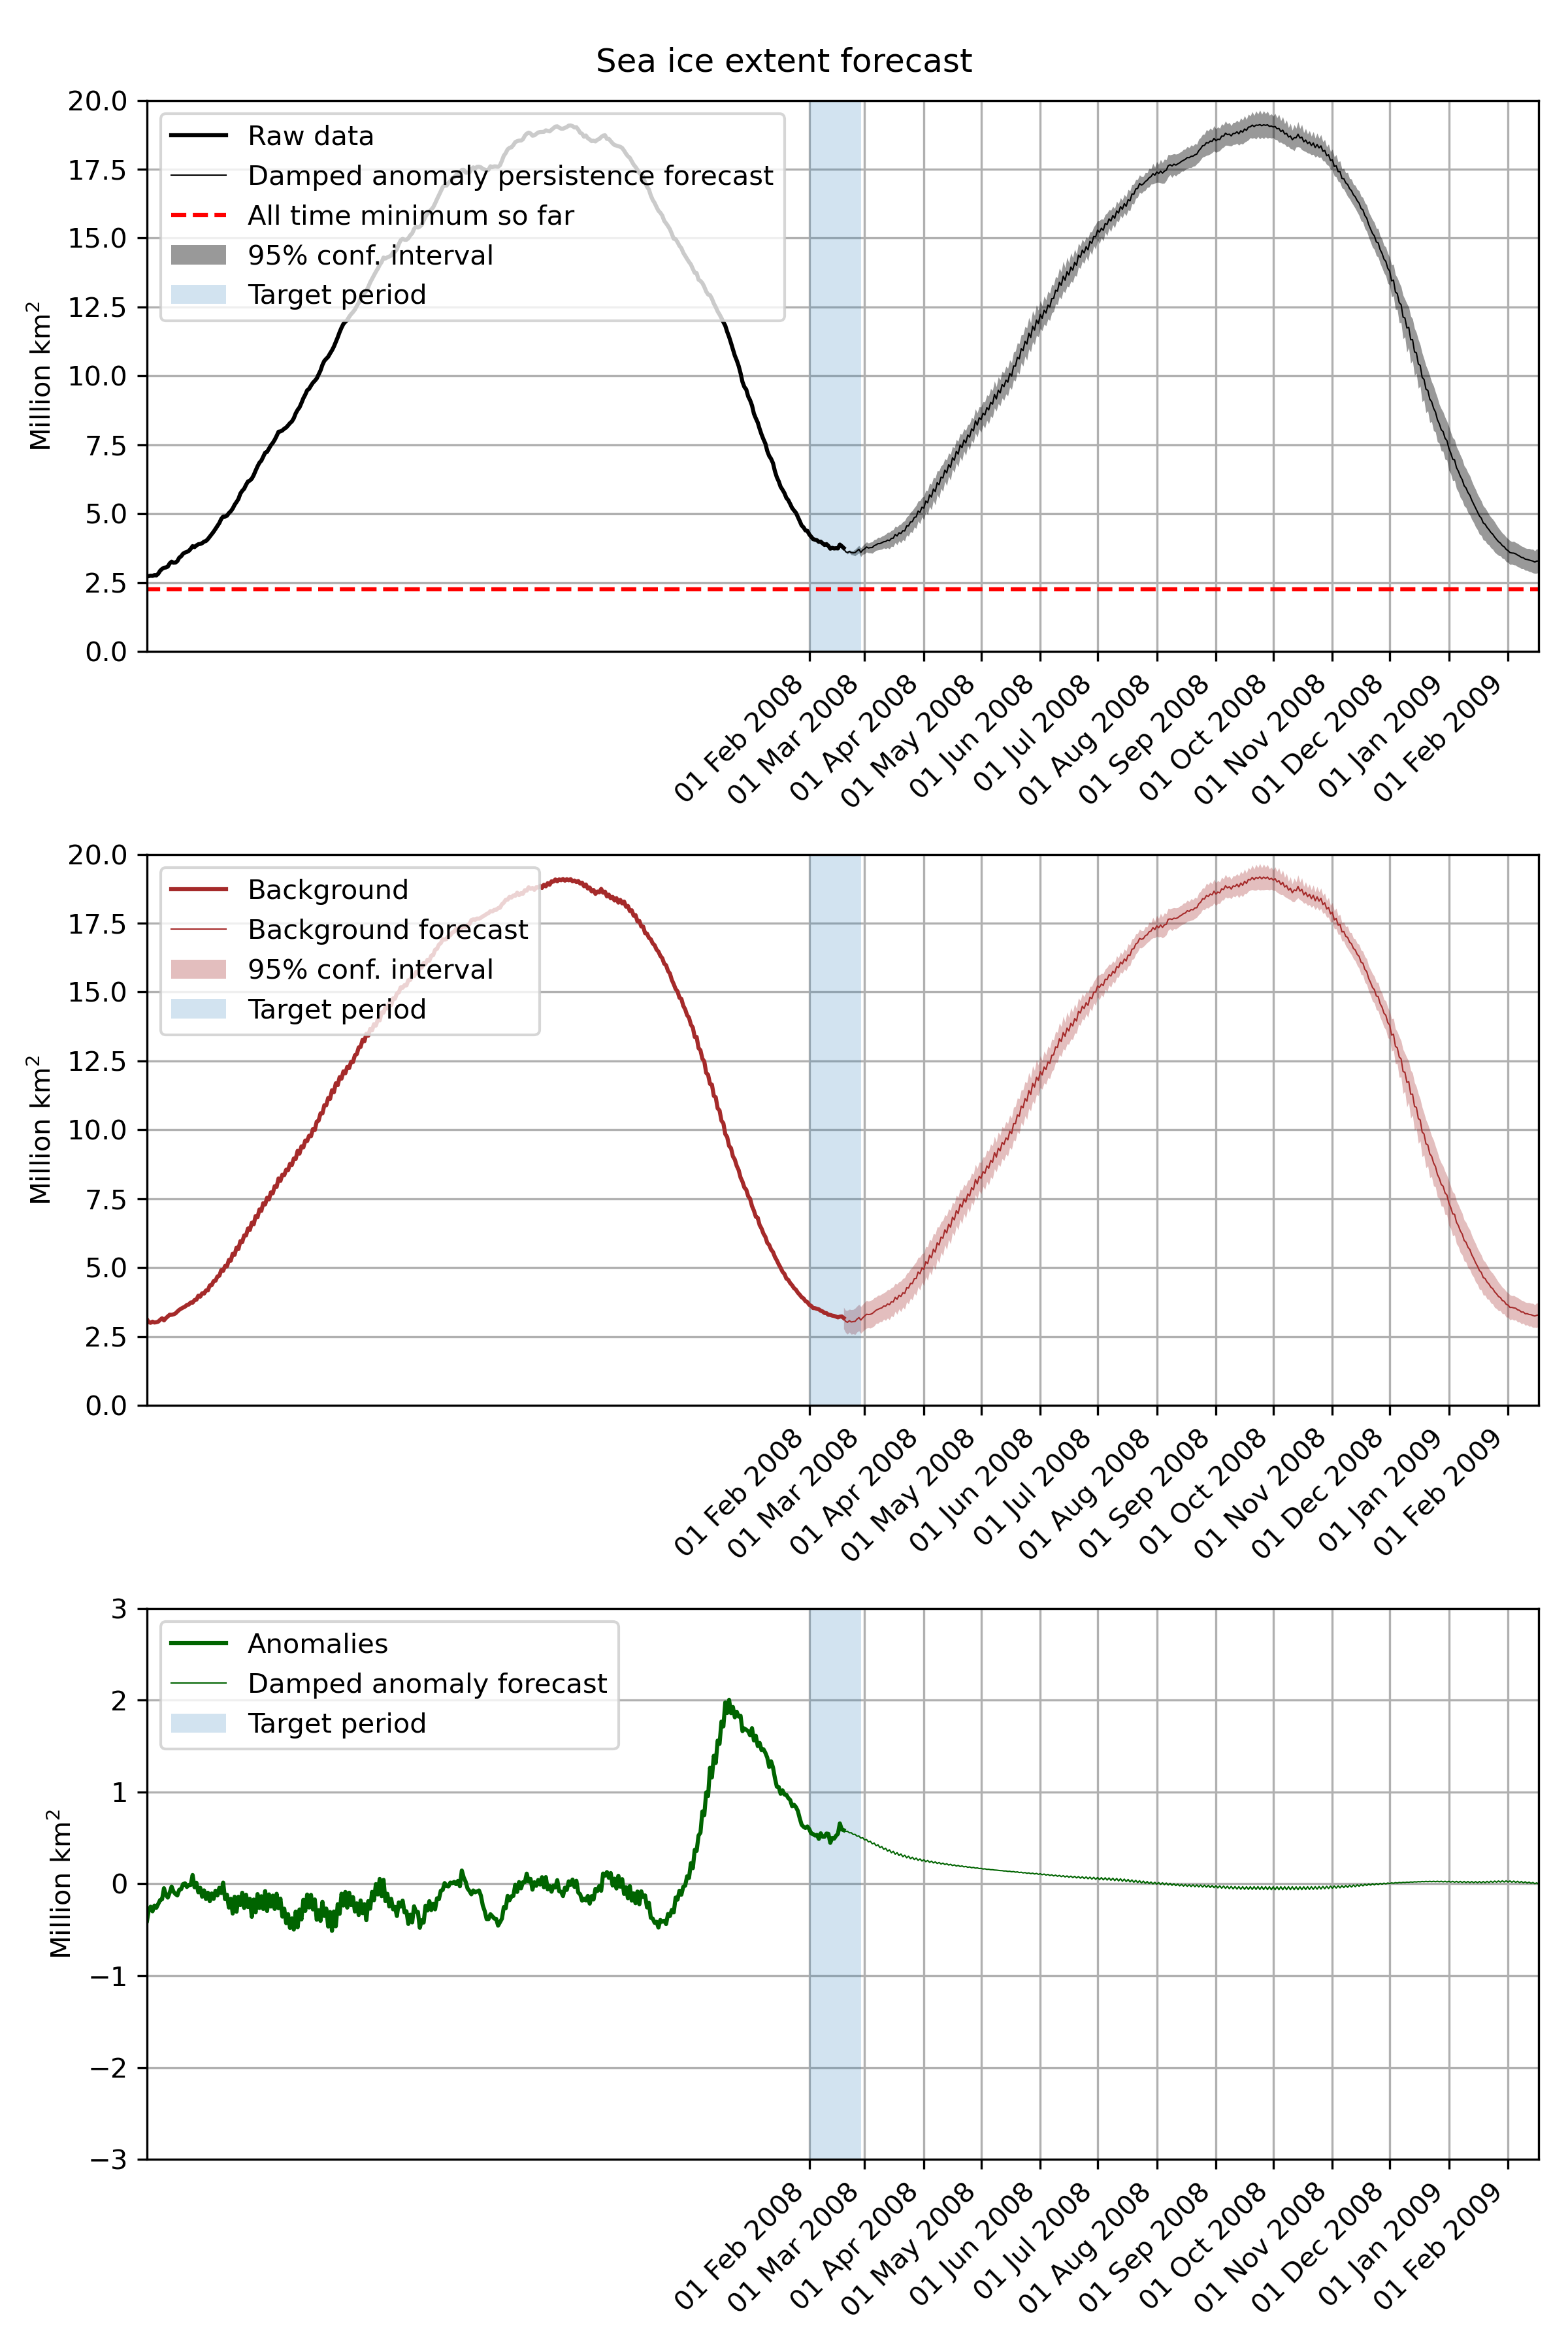 Sea ice extent forecast
20.0
17.5
15.0
12.5
10.0
7.5
5.0
2.5
0.0
Million km²
Raw data
Damped anomaly persistence forecast
All time minimum so far
95% conf. interval
Target period
01 Feb 2008
01 Mar 2008
01 Apr 2008
01 May 2008
01 Jun 2008
01 Jul 2008
01 Aug 2008
01 Sep 2008
01 Oct 2008
01 Nov 2008
01 Dec 2008
01 Jan 2009
01 Feb 2009
20.0
17.5
15.0
12.5
10.0
7.5
5.0
2.5
0.0
Million km²
Background
Background forecast
95% conf. interval
Target period
01 Feb 2008
01 Mar 2008
01 Apr 2008
01 May 2008
01 Jun 2008
01 Jul 2008
01 Aug 2008
01 Sep 2008
01 Oct 2008
01 Nov 2008
01 Dec 2008
01 Jan 2009
01 Feb 2009
3
2
1
0
−1
−2
−3
Million km²
Anomalies
Damped anomaly forecast
Target period
01 Feb 2008
01 Mar 2008
01 Apr 2008
01 May 2008
01 Jun 2008
01 Jul 2008
01 Aug 2008
01 Sep 2008
01 Oct 2008
01 Nov 2008
01 Dec 2008
01 Jan 2009
01 Feb 2009